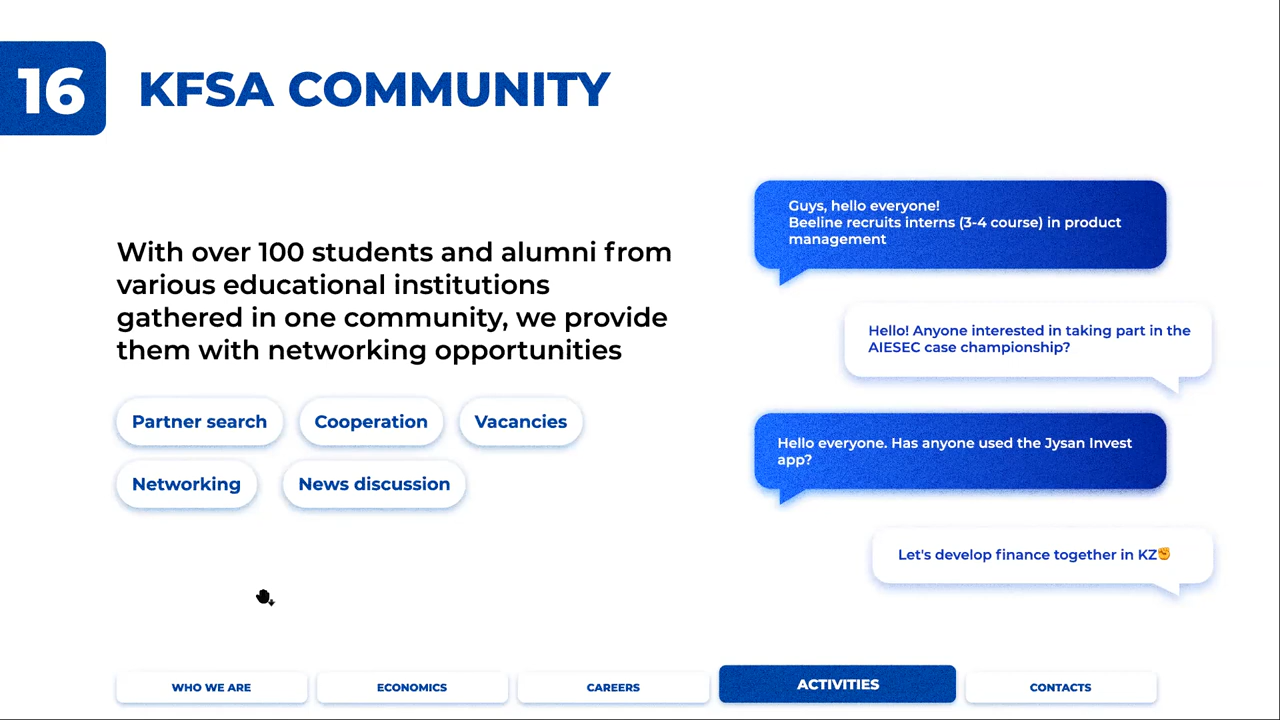 16
KFSA COMMUNITY
With over 100 students and alumni from
various educational institutions
gathered in one community, we provide
them with networking opportunities
Partner search
Cooperation
Vacancies
Networking
News discussion
Guys, hello everyone!
Beeline recruits interns (3-4 course) in product
management
Hello! Anyone interested in taking part in the
AIESEC case championship?
Hello everyone. Has anyone used the Jysan Invest
app?
Let's develop finance together in KZ✊
WHO WE ARE
ECONOMICS
CAREERS
ACTIVITIES
CONTACTS